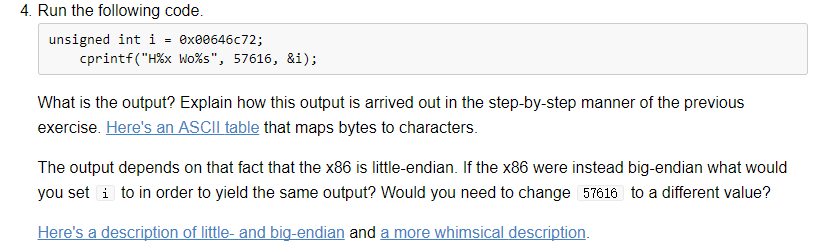 4. Run the following code.
unsigned int i = 0x00646c72;
cprintf("H%x Wo%s", 57616, &i);
What is the output? Explain how this output is arrived out in the step-by-step manner of the previous
exercise. Here's an ASCII table that maps bytes to characters.
The output depends on that fact that the x86 is little-endian. If the x86 were instead big-endian what would
you set i to in order to yield the same output? Would you need to change 57616 to a different value?
Here's a description of little- and big-endian and a more whimsical description.